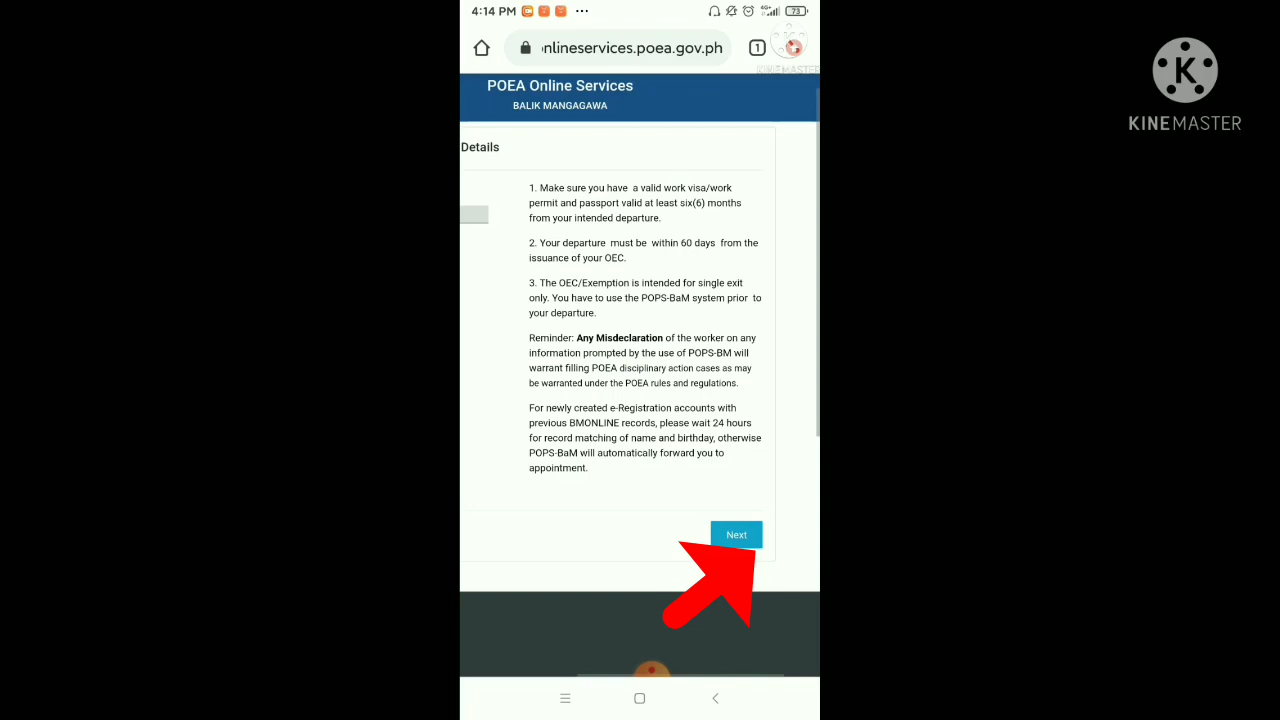 4:14 PM
4G+
73
nlineservices.poea.gov.ph
1
KINEMASTER
KINEMASTER
POEA Online Services
BALIK MANGAGAWA
Details
1. Make sure you have a valid work visa/work
permit and passport valid at least six(6) months
from your intended departure.
2. Your departure must be within 60 days from the
issuance of your OEC.
3. The OEC/Exemption is intended for single exit
only. You have to use the POPS-BaM system prior to
your departure.
Reminder: Any Misdeclaration of the worker on any
information prompted by the use of POPS-BM will
warrant filling POEA disciplinary action cases as may
be warranted under the POEA rules and regulations.
For newly created e-Registration accounts with
previous BMONLINE records, please wait 24 hours
for record matching of name and birthday, otherwise
POPS-BaM will automatically forward you to
appointment.
Next